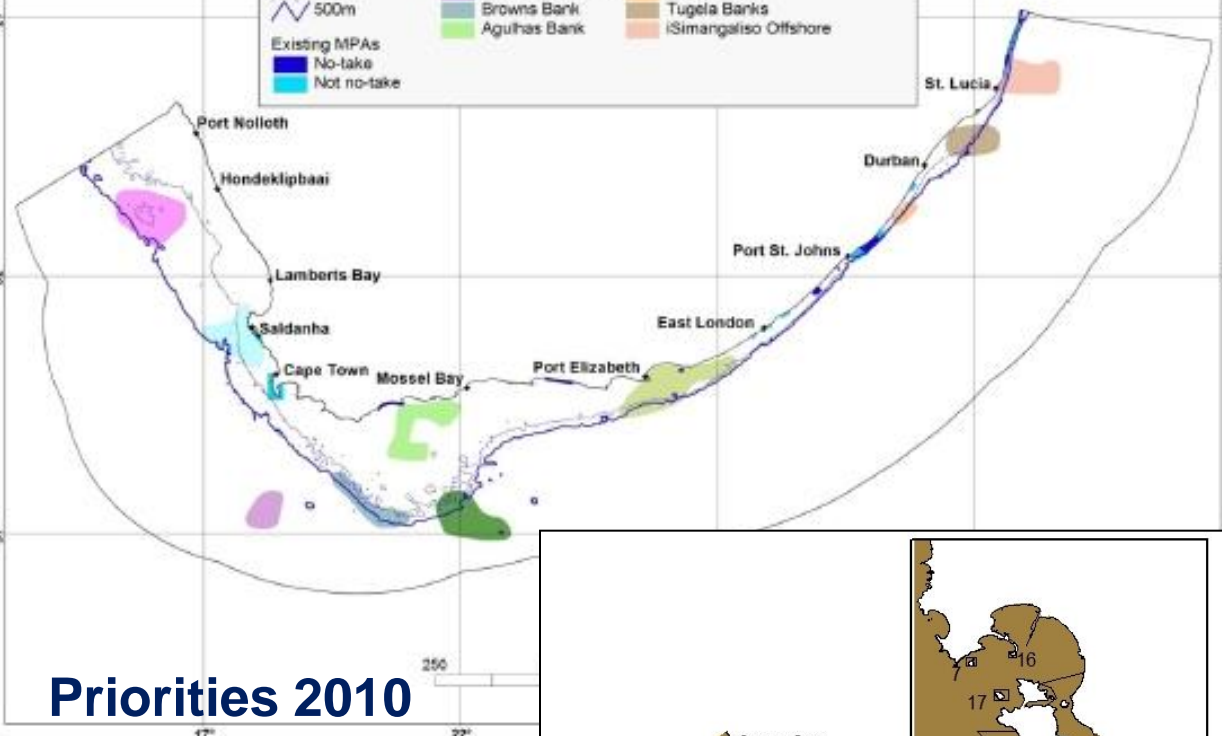 500m
Browns Bank
Tugela Banks
Agulhas Bank
iSimangaliso Offshore
Existing MPAs
No-take
Not no-take
St. Lucia
Port Nolloth
Durban
Hondeklipbaai
Port St. Johns
Lamberts Bay
Saldanha
East London
Cape Town
Mossel Bay
Port Elizabeth
16
7
17
250
Priorities 2010